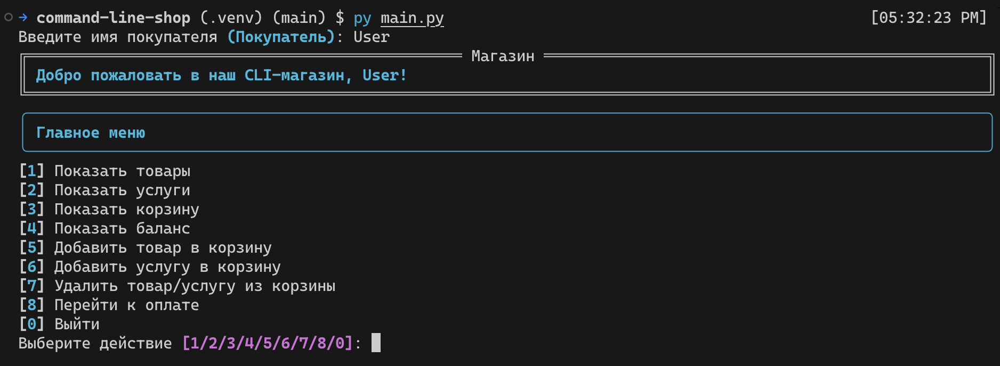 → command-line-shop (.venv) (main) $ py main.py [05:32:23 PM]
Введите имя покупателя (Покупатель): User
Магазин
Добро пожаловать в наш CLI-магазин, User!
Главное меню
[1] Показать товары
[2] Показать услуги
[3] Показать корзину
[4] Показать баланс
[5] Добавить товар в корзину
[6] Добавить услугу в корзину
[7] Удалить товар/услугу из корзины
[8] Перейти к оплате
[0] Выйти
Выберите действие [1/2/3/4/5/6/7/8/0]: